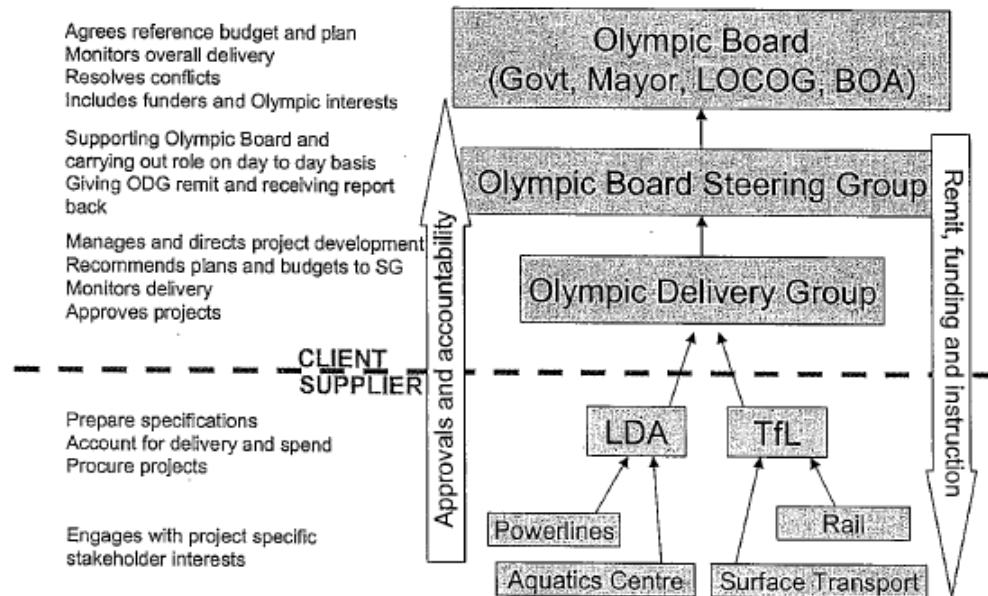 Agrees reference budget and plan
Monitors overall delivery
Resolves conflicts
Includes funders and Olympic interests
Olympic Board
(Govt, Mayor, LOCOG, BOA)
Supporting Olympic Board and
carrying out role on day to day basis
Giving ODG remit and receiving report
back
Olympic Board Steering Group
Manages and directs project development
Recommends plans and budgets to SG
Monitors delivery
Approves projects
Olympic Delivery Group
Approvals and accountability
Remit, funding and instruction
CLIENT
SUPPLIER
Prepare specifications
Account for delivery and spend
Procure projects
LDA
TfL
Engages with project specific
stakeholder interests
Powerlines
Rail
Aquatics Centre
Surface Transport